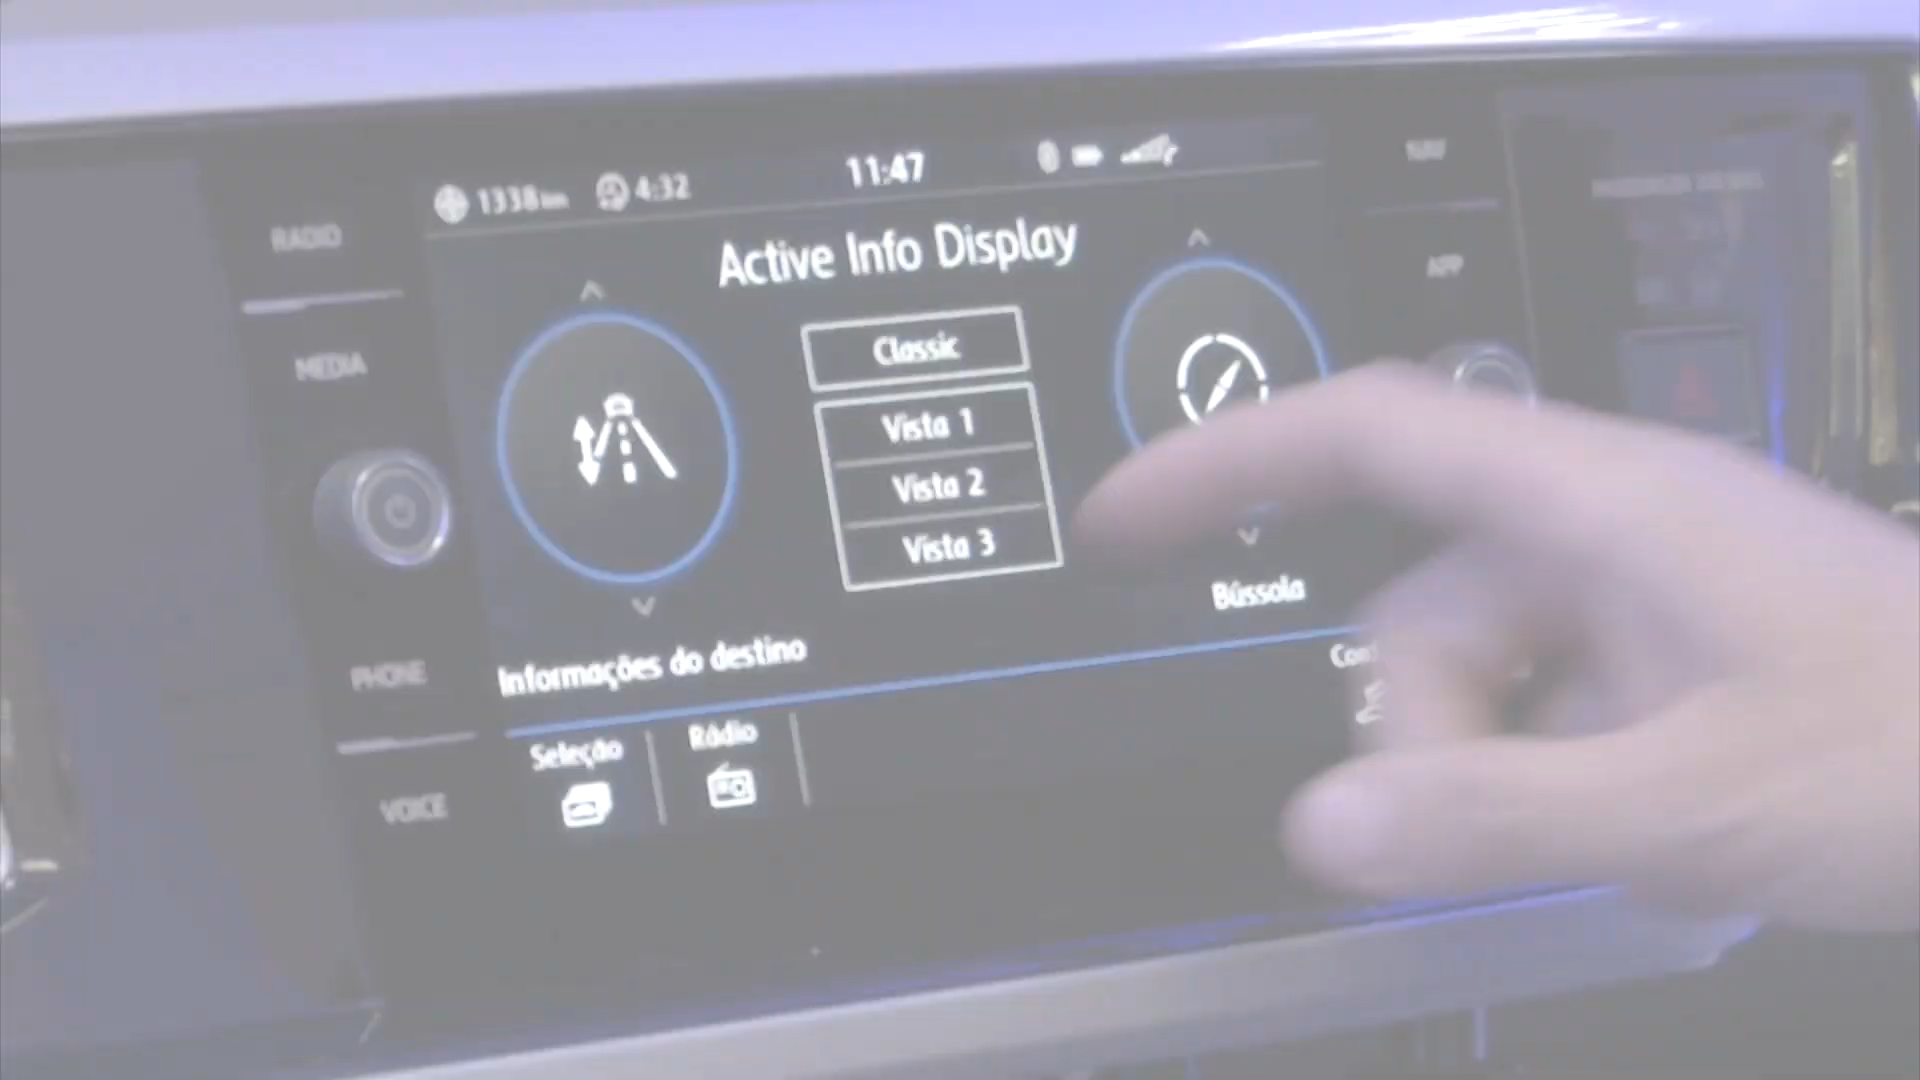 1338 km 4:32 11:47
NAV
RADIO
Active Info Display
APP
MEDIA
Classic
Vista 1
Vista 2
Vista 3
Bússola
PHONE
Informações do destino
Seleção
Rádio
VOICE